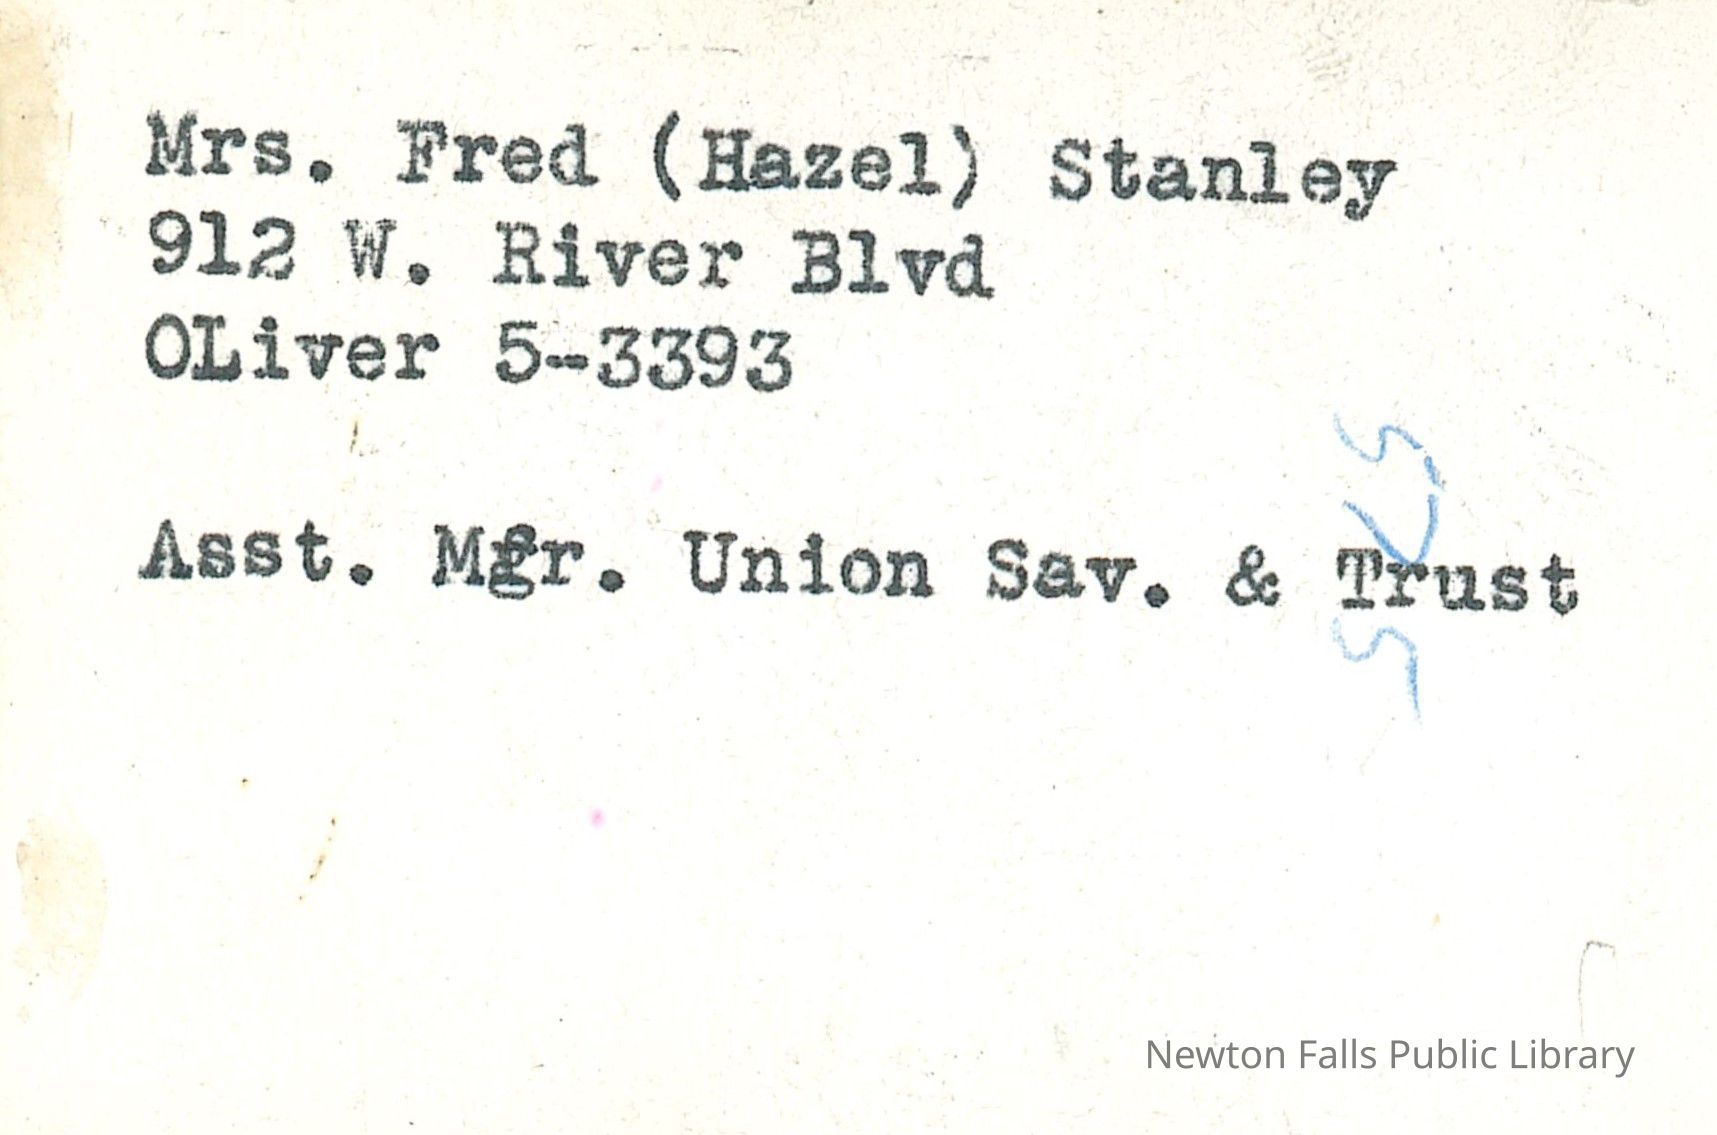 Mrs. Fred (Hazel) Stanley
912 W. River Blvd
OLiver 5-3393
Asst. Mgr. Union Sav. & Trust
Newton Falls Public Library